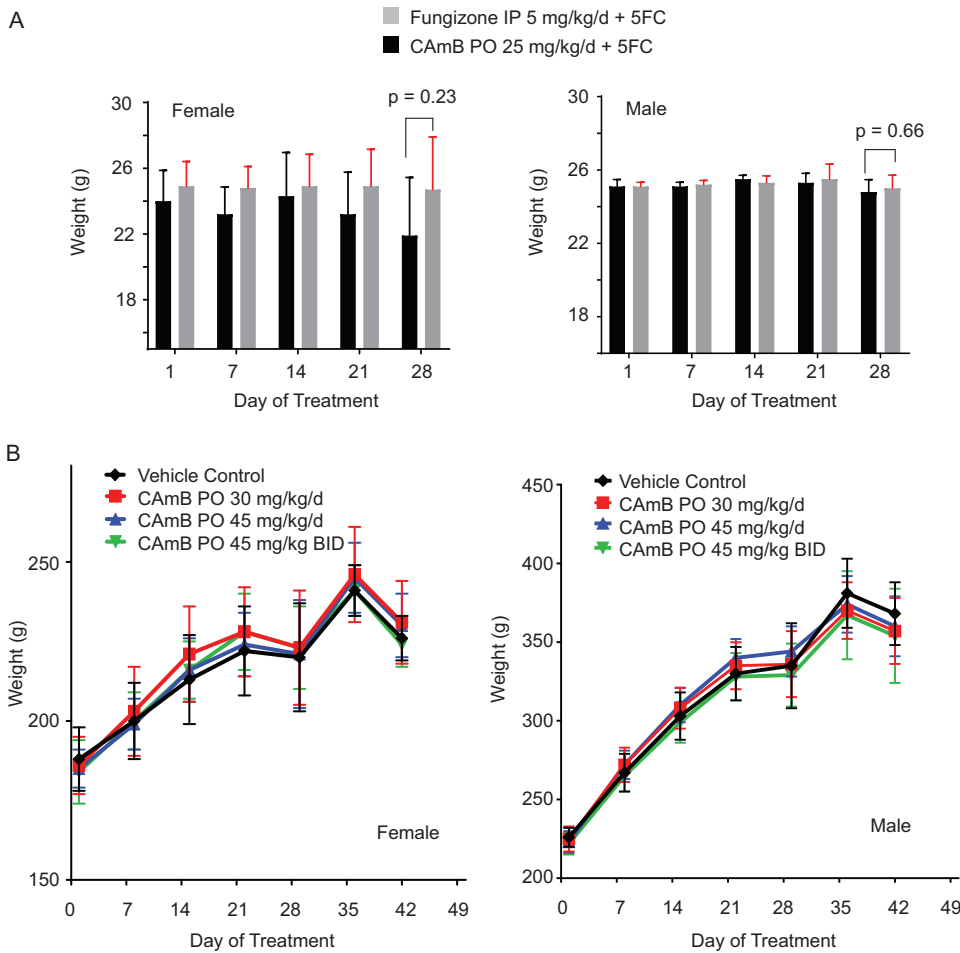 A
Fungizone IP 5 mg/kg/d + 5FC
CAmB PO 25 mg/kg/d + 5FC
Female
p = 0.23
30
26
22
18
Weight (g)
1 7 14 21 28
Day of Treatment
Male
p = 0.66
30
26
22
18
Weight (g)
1 7 14 21 28
Day of Treatment
B
Vehicle Control
CAmB PO 30 mg/kg/d
CAmB PO 45 mg/kg/d
CAmB PO 45 mg/kg BID
250
200
150
Weight (g)
Female
0 7 14 21 28 35 42 49
Day of Treatment
Vehicle Control
CAmB PO 30 mg/kg/d
CAmB PO 45 mg/kg/d
CAmB PO 45 mg/kg BID
450
400
350
300
250
200
Weight (g)
Male
0 7 14 21 28 35 42 49
Day of Treatment